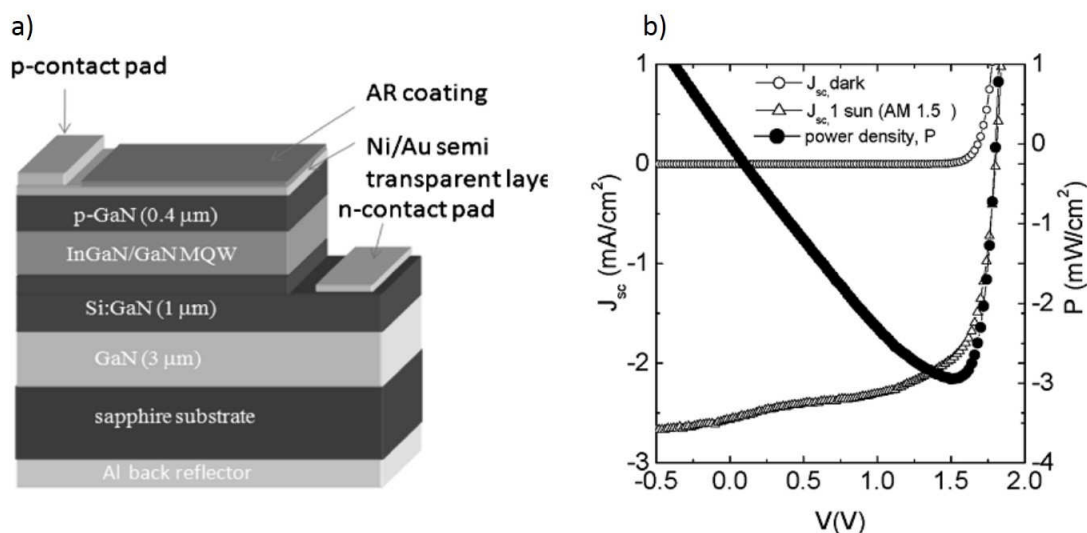 a)
p-contact pad
AR coating
Ni/Au semi
transparent laye
n-contact pad
p-GaN (0.4 μm)
InGaN/GaN MQW
Si:GaN (1 μm)
GaN (3 μm)
sapphire substrate
Al back reflector
b)
J_sc, dark
J_sc, 1 sun (AM 1.5 )
power density, P
1
0
-1
-2
-3
J_sc (mA/cm²)
0
-1
-2
-3
-4
P (mW/cm²)
-0.5 0.0 0.5 1.0 1.5 2.0
V(V)